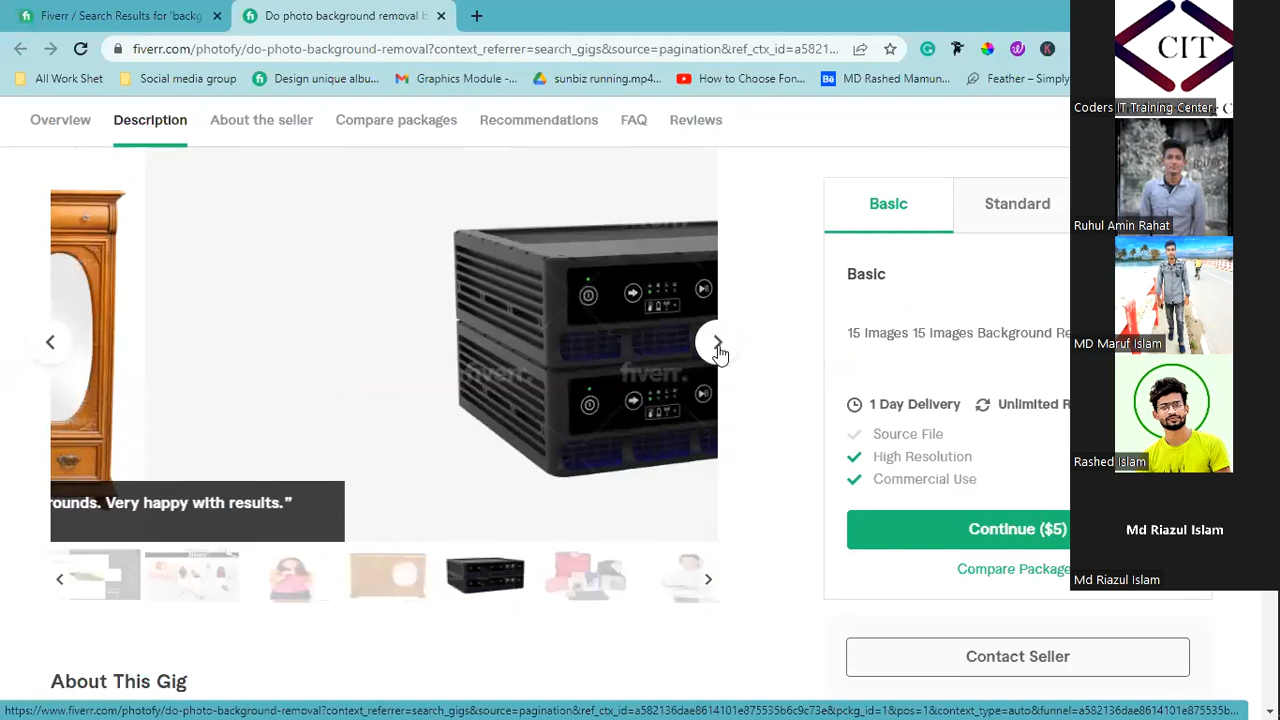 Fiverr / Search Results for 'backg
Do photo background removal b
fiverr.com/photofy/do-photo-background-removal?context_referrer=search_gigs&source=pagination&ref_ctx_id=a5821...
All Work Shet
Social media group
Design unique albu...
Graphics Module -...
sunbiz running.mp4...
How to Choose Fon...
MD Rashed Mamun...
Feather – Simply
Overview
Description
About the seller
Compare packages
Recommendations
FAQ
Reviews
Basic
Standard
Basic
15 Images 15 Images Background Re
1 Day Delivery
Unlimited R
Source File
High Resolution
Commercial Use
Continue ($5)
Compare Package
Contact Seller
fiverr.
fiverr.
rounds. Very happy with results.”
About This Gig
CIT
Coders IT Training Center
Ruhul Amin Rahat
MD Maruf Islam
Rashed Islam
Md Riazul Islam
Md Riazul Islam
https://www.fiverr.com/photofy/do-photo-background-removal?context_referrer=search_gigs&source=pagination&ref_ctx_id=a582136dae8614101e875535b6c9c73e&pckg_id=1&pos=1&context_type=auto&funnel=a582136dae8614101e875535b...